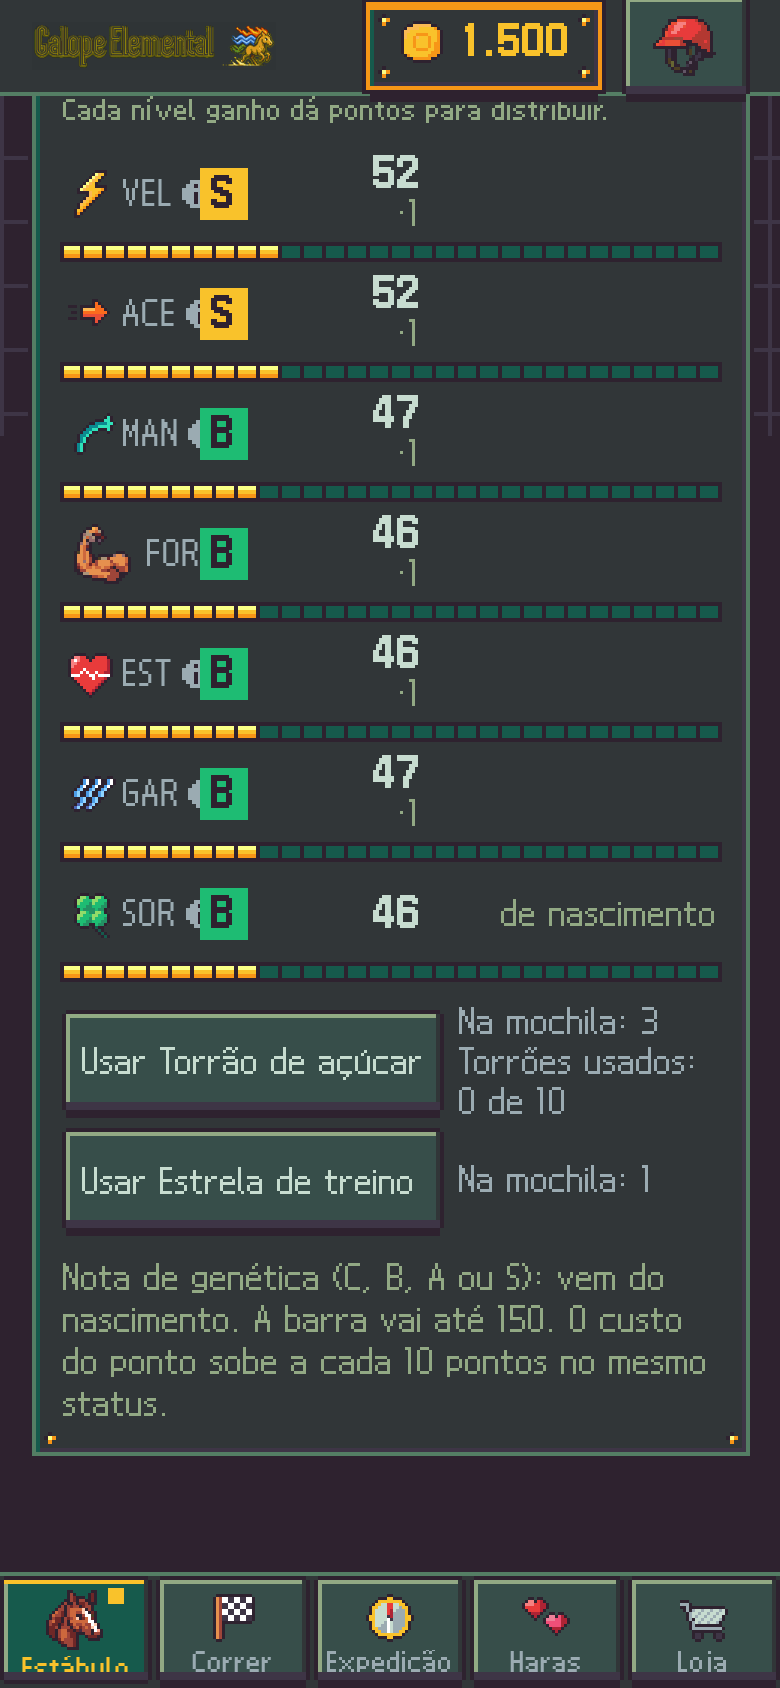 Galope Elemental
1.500
Cada nível ganho dá pontos para distribuir.
VEL S 52
·1
ACE S 52
·1
MAN B 47
·1
FOR B 46
·1
EST B 46
·1
GAR B 47
·1
SOR B 46 de nascimento
Usar Torrão de açúcar
Na mochila: 3
Torrões usados:
0 de 10
Usar Estrela de treino
Na mochila: 1
Nota de genética (C, B, A ou S): vem do
nascimento. A barra vai até 150. O custo
do ponto sobe a cada 10 pontos no mesmo
status.
Estábulo Correr Expedição Haras Loja